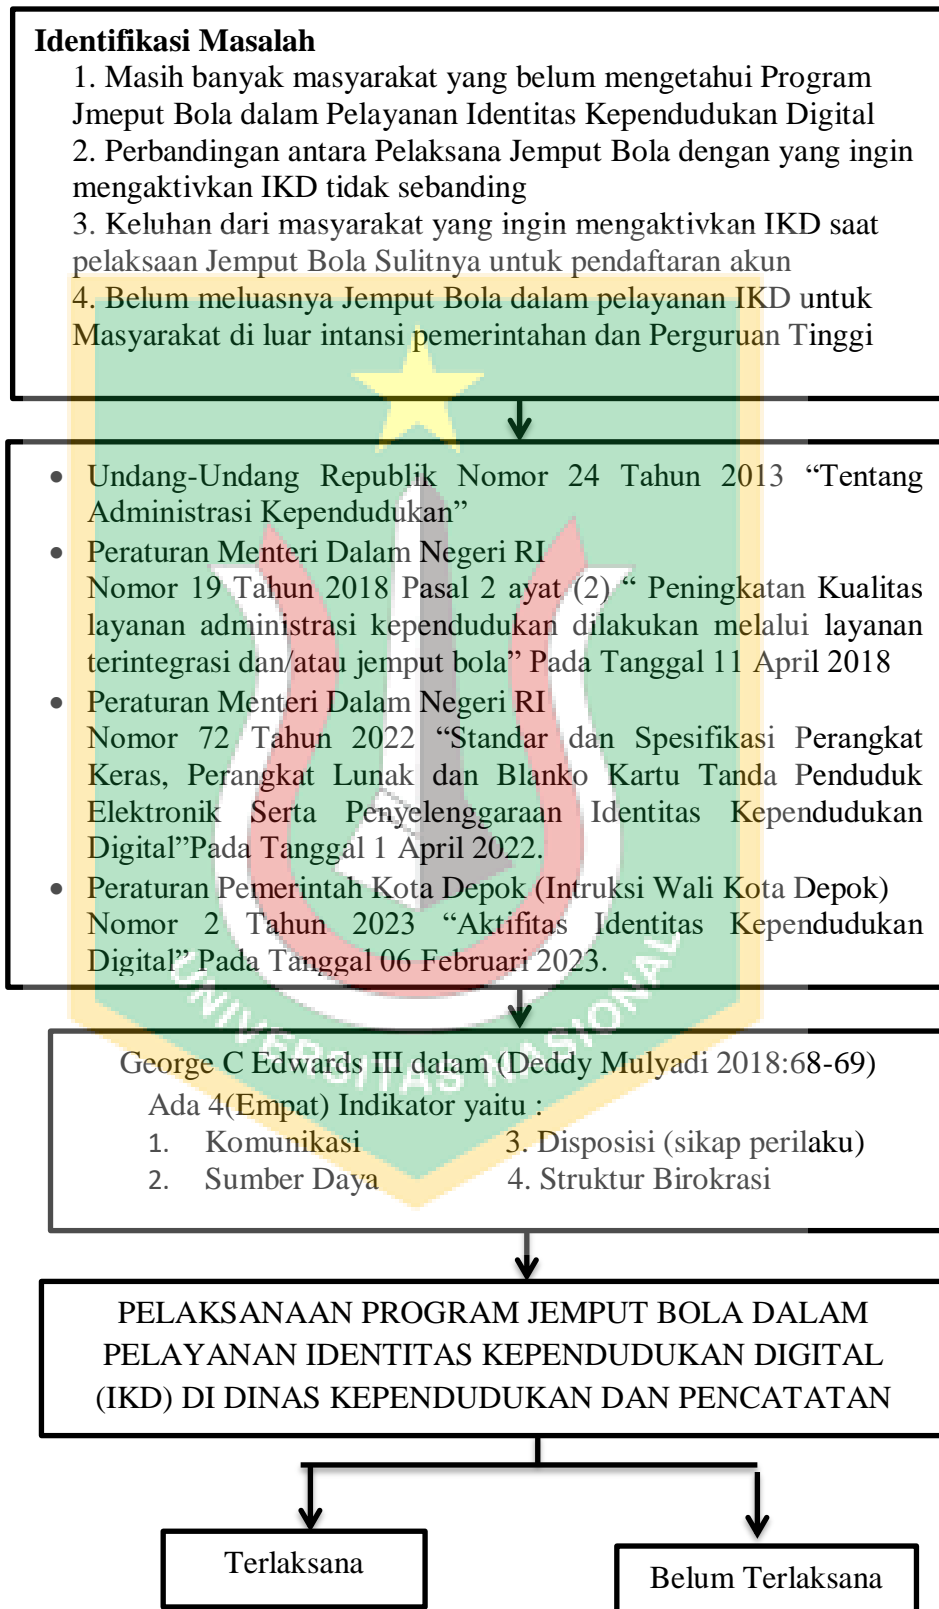 Identifikasi Masalah
1. Masih banyak masyarakat yang belum mengetahui Program
Jmeput Bola dalam Pelayanan Identitas Kependudukan Digital
2. Perbandingan antara Pelaksana Jemput Bola dengan yang ingin
mengaktivkan IKD tidak sebanding
3. Keluhan dari masyarakat yang ingin mengaktivkan IKD saat
pelaksaan Jemput Bola Sulitnya untuk pendaftaran akun
4. Belum meluasnya Jemput Bola dalam pelayanan IKD untuk
Masyarakat di luar intansi pemerintahan dan Perguruan Tinggi
• Undang-Undang Republik Nomor 24 Tahun 2013 “Tentang
Administrasi Kependudukan”
• Peraturan Menteri Dalam Negeri RI
Nomor 19 Tahun 2018 Pasal 2 ayat (2) “ Peningkatan Kualitas
layanan administrasi kependudukan dilakukan melalui layanan
terintegrasi dan/atau jemput bola” Pada Tanggal 11 April 2018
• Peraturan Menteri Dalam Negeri RI
Nomor 72 Tahun 2022 “Standar dan Spesifikasi Perangkat
Keras, Perangkat Lunak dan Blanko Kartu Tanda Penduduk
Elektronik Serta Penyelenggaraan Identitas Kependudukan
Digital”Pada Tanggal 1 April 2022.
• Peraturan Pemerintah Kota Depok (Intruksi Wali Kota Depok)
Nomor 2 Tahun 2023 “Aktifitas Identitas Kependudukan
Digital” Pada Tanggal 06 Februari 2023.
UNIVERSITAS NASIONAL
George C Edwards III dalam (Deddy Mulyadi 2018:68-69)
Ada 4(Empat) Indikator yaitu :
1. Komunikasi 3. Disposisi (sikap perilaku)
2. Sumber Daya 4. Struktur Birokrasi
PELAKSANAAN PROGRAM JEMPUT BOLA DALAM
PELAYANAN IDENTITAS KEPENDUDUKAN DIGITAL
(IKD) DI DINAS KEPENDUDUKAN DAN PENCATATAN
Terlaksana
Belum Terlaksana